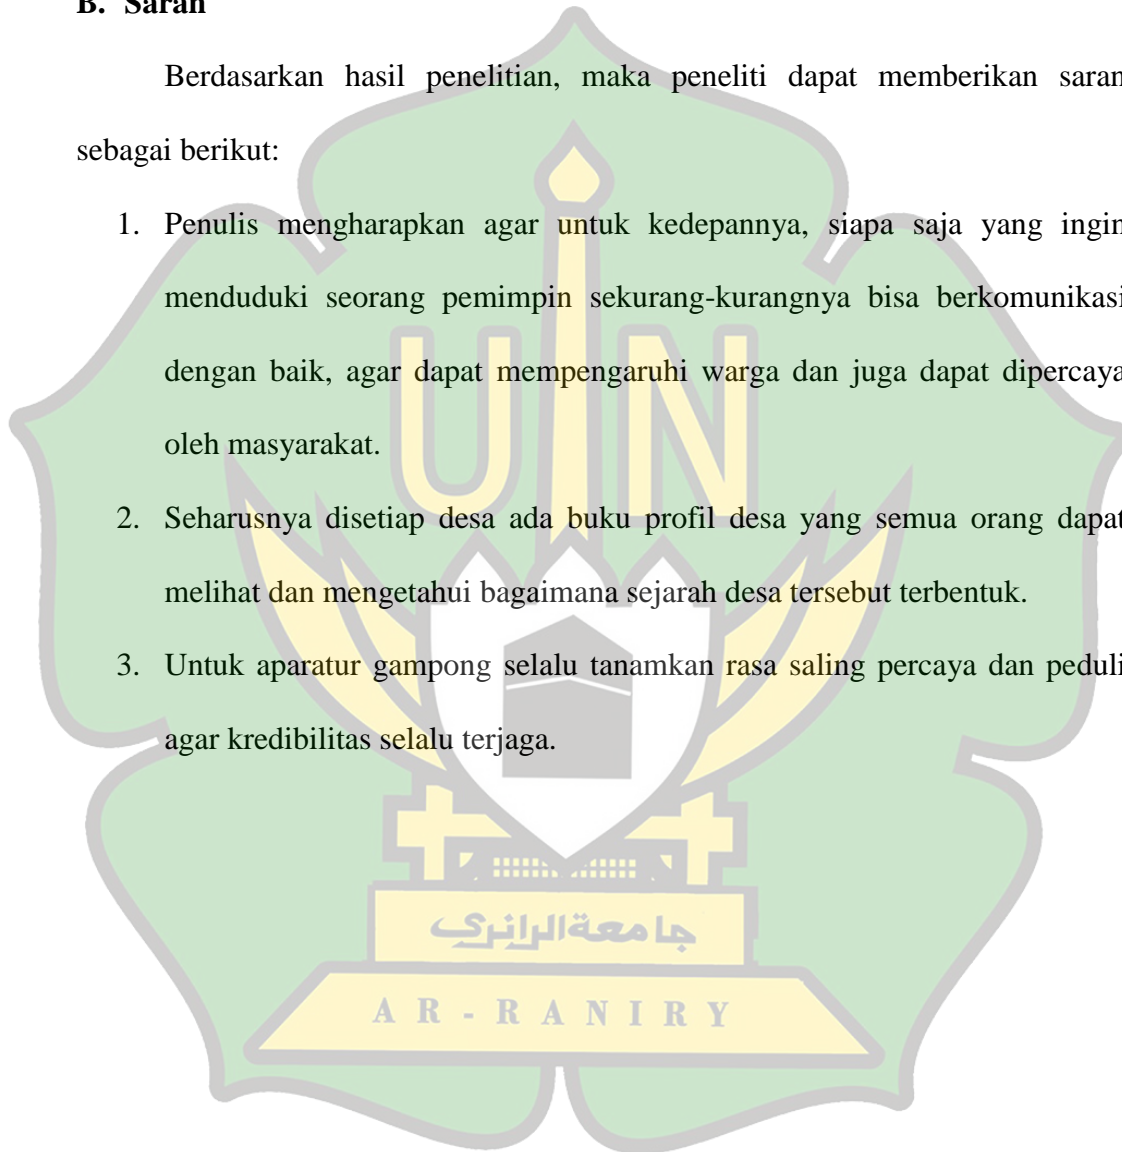 B. Saran
Berdasarkan hasil penelitian, maka peneliti dapat memberikan saran
sebagai berikut:
1. Penulis mengharapkan agar untuk kedepannya, siapa saja yang ingin
menduduki seorang pemimpin sekurang-kurangnya bisa berkomunikasi
dengan baik, agar dapat mempengaruhi warga dan juga dapat dipercaya
oleh masyarakat.
2. Seharusnya disetiap desa ada buku profil desa yang semua orang dapat
melihat dan mengetahui bagaimana sejarah desa tersebut terbentuk.
3. Untuk aparatur gampong selalu tanamkan rasa saling percaya dan peduli
agar kredibilitas selalu terjaga.
UIN
جامعةالرانرى
AR-RANIRY